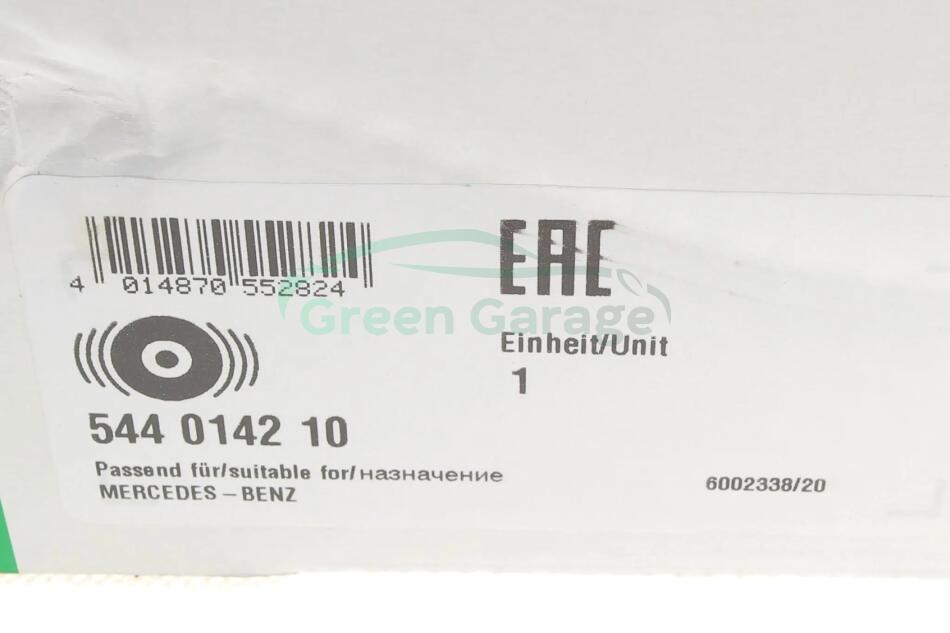 EAC
4 014870 552824
Green Garage
Einheit/Unit
1
544 0142 10
Passend für/suitable for/назначение
MERCEDES – BENZ
6002338/20